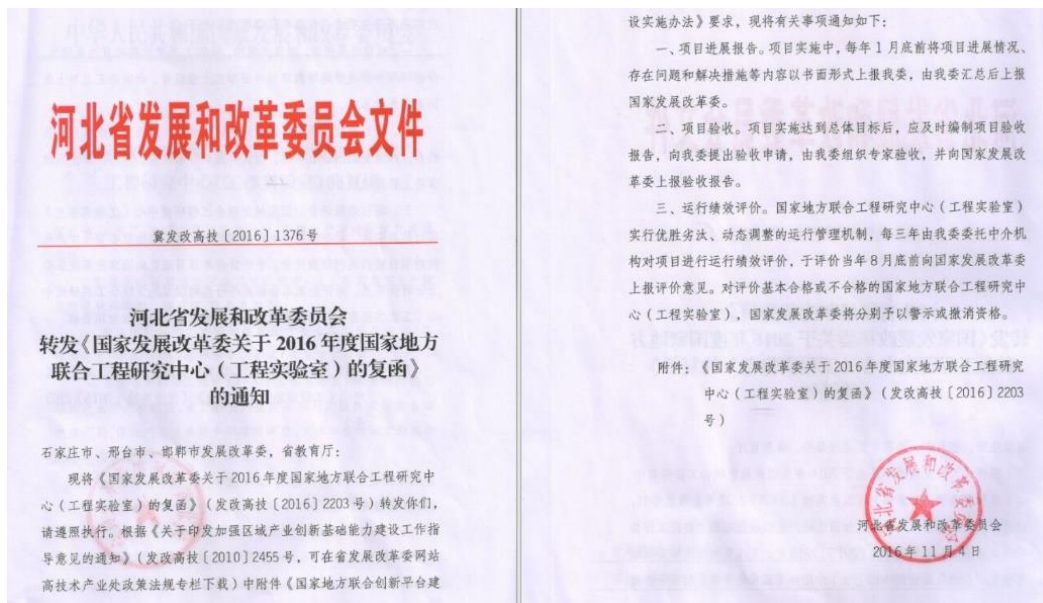 河北省发展和改革委员会文件
冀发改高技〔2016〕1376号
河北省发展和改革委员会
转发《国家发展改革委关于2016年度国家地方
联合工程研究中心(工程实验室)的复函》
的通知
石家庄市、邢台市、邯郸市发展改革委,省教育厅:
现将《国家发展改革委关于2016年度国家地方联合工程研究中
心(工程实验室)的复函》(发改高技〔2016〕2203号)转发你们,
请遵照执行。根据《关于印发加强区域产业创新基础能力建设工作指
导意见的通知》(发改高技〔2010〕2455号,可在省发展改革委网站
高技术产业处政策法规专栏下载)中附件《国家地方联合创新平台建
设实施办法》要求,现将有关事项通知如下:
一、项目进展报告。项目实施中,每年1月底前将项目进展情况、
存在问题和解决措施等内容以书面形式上报我委,由我委汇总后上报
国家发展改革委。
二、项目验收。项目实施达到总体目标后,应及时编制项目验收
报告,向我委提出验收申请,由我委组织专家验收,并向国家发展改
革委上报验收报告。
三、运行绩效评价。国家地方联合工程研究中心(工程实验室)
实行优胜劣汰、动态调整的运行管理机制,每三年由我委委托中介机
构对项目进行运行绩效评价,于评价当年8月底前向国家发展改革委
上报评价意见。对评价基本合格或不合格的国家地方联合工程研究中
心(工程实验室),国家发展改革委将分别予以警示或撤消资格。
附件:《国家发展改革委关于2016年度国家地方联合工程研究
中心(工程实验室)的复函》(发改高技〔2016〕2203
号)
河北省发展和改革委员会
河北省发展和改革委员会
2016年11月4日